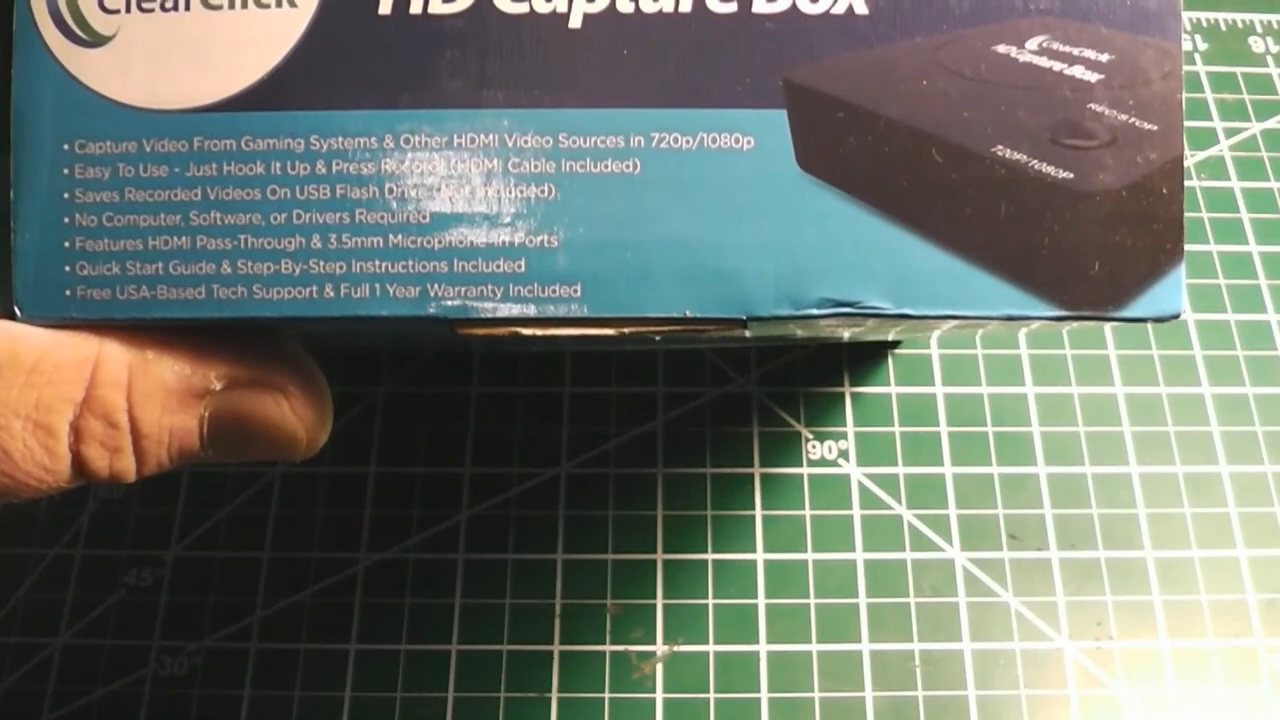 ClearClick
HD Capture Box
ClearClick
HD Capture Box
REC/STOP
720P/1080P
• Capture Video From Gaming Systems & Other HDMI Video Sources in 720p/1080p
• Easy To Use - Just Hook It Up & Press Record (HDMI Cable Included)
• Saves Recorded Videos On USB Flash Drive (Not Included)
• No Computer, Software, or Drivers Required
• Features HDMI Pass-Through & 3.5mm Microphone-In Ports
• Quick Start Guide & Step-By-Step Instructions Included
• Free USA-Based Tech Support & Full 1 Year Warranty Included
15 16
90°
45°
30°